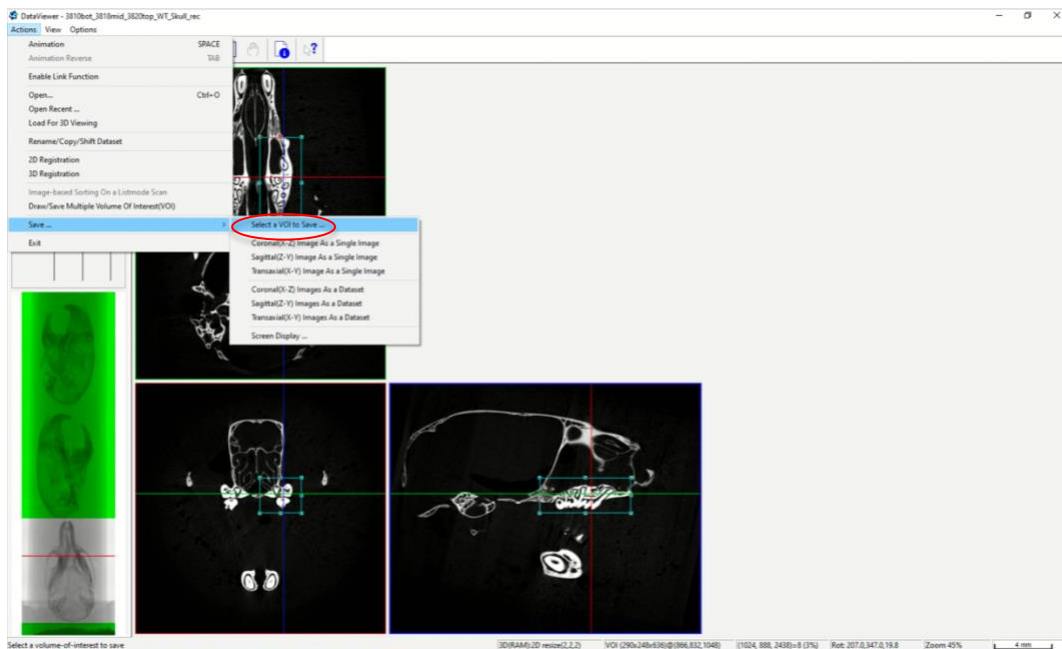 DataViewer - 3810bot_3818mid_3820top_WT_Skull_rec
Actions View Options
Animation SPACE
Animation Reverse TAB
Enable Link Function
Open... Ctrl+O
Open Recent ...
Load For 3D Viewing
Rename/Copy/Shift Dataset
2D Registration
3D Registration
Image-based Sorting On a Listmode Scan
Draw/Save Multiple Volume Of Interest(VOI)
Save ...
Exit
Select a VOI to Save ...
Coronal(X-Z) Image As a Single Image
Sagittal(Z-Y) Image As a Single Image
Transaxial(X-Y) Image As a Single Image
Coronal(X-Z) Images As a Dataset
Sagittal(Z-Y) Images As a Dataset
Transaxial(X-Y) Images As a Dataset
Screen Display ...
Select a volume-of-interest to save 3D(RAM):2D resize(2,2,2) VOI (290x248x636)@(866,832,1048) (1024, 888, 2438)=8 (3%) Rot: 207.0,347.0,19.8 Zoom 45% 4 mm